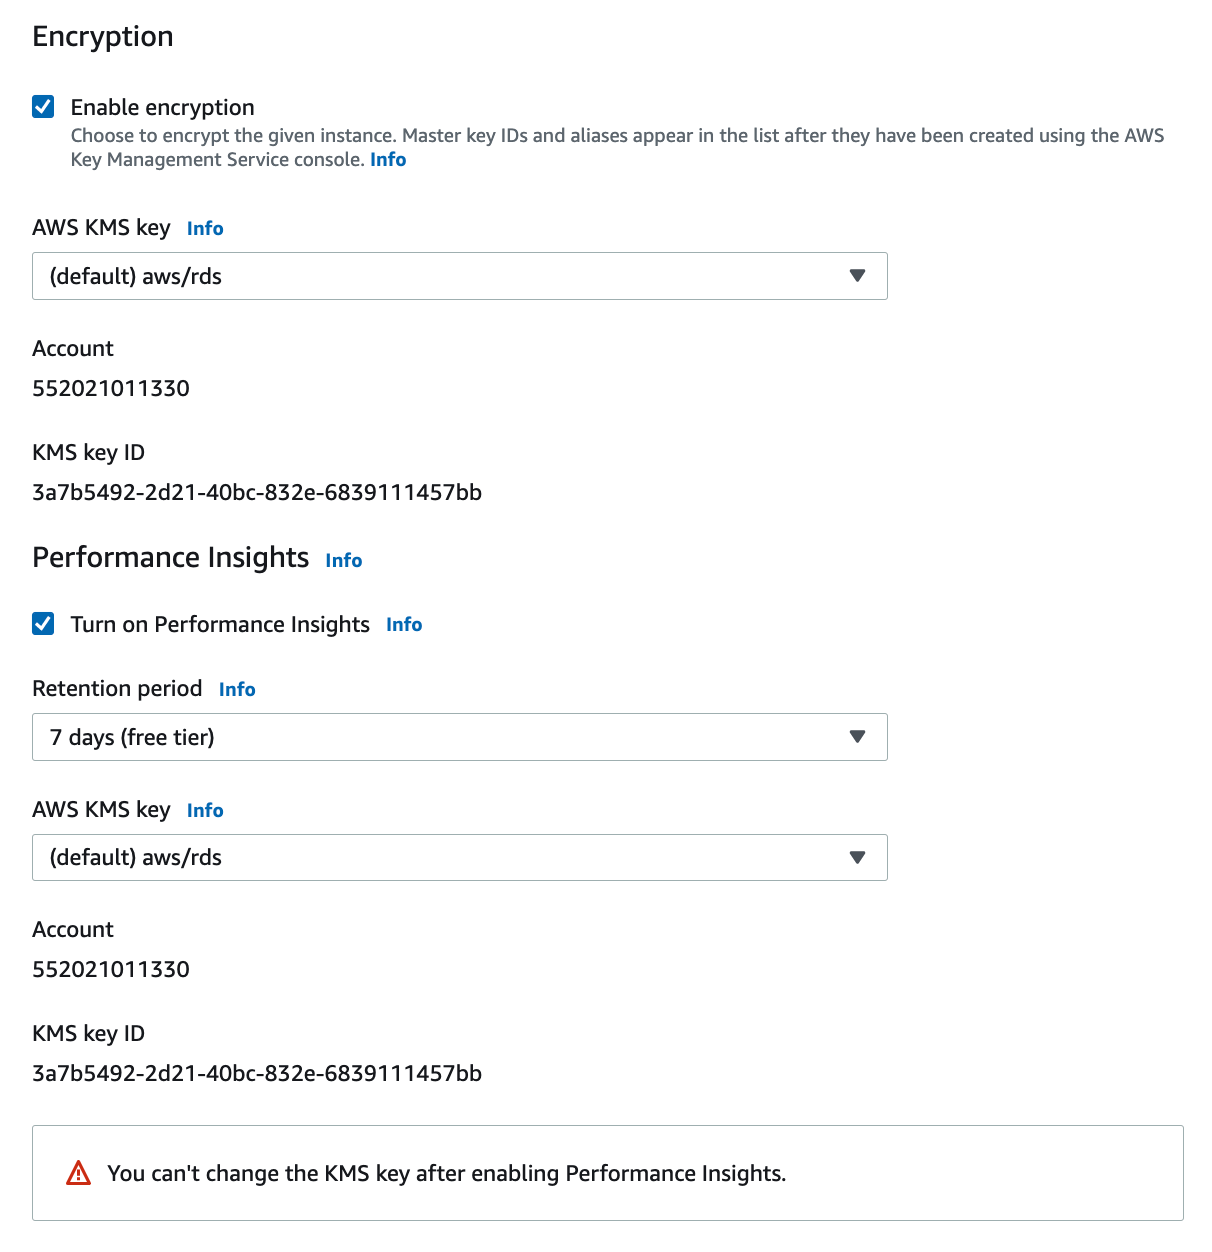 Encryption
Enable encryption
Choose to encrypt the given instance. Master key IDs and aliases appear in the list after they have been created using the AWS
Key Management Service console. Info
AWS KMS key Info
(default) aws/rds
Account
552021011330
KMS key ID
3a7b5492-2d21-40bc-832e-6839111457bb
Performance Insights Info
Turn on Performance Insights Info
Retention period Info
7 days (free tier)
AWS KMS key Info
(default) aws/rds
Account
552021011330
KMS key ID
3a7b5492-2d21-40bc-832e-6839111457bb
You can't change the KMS key after enabling Performance Insights.